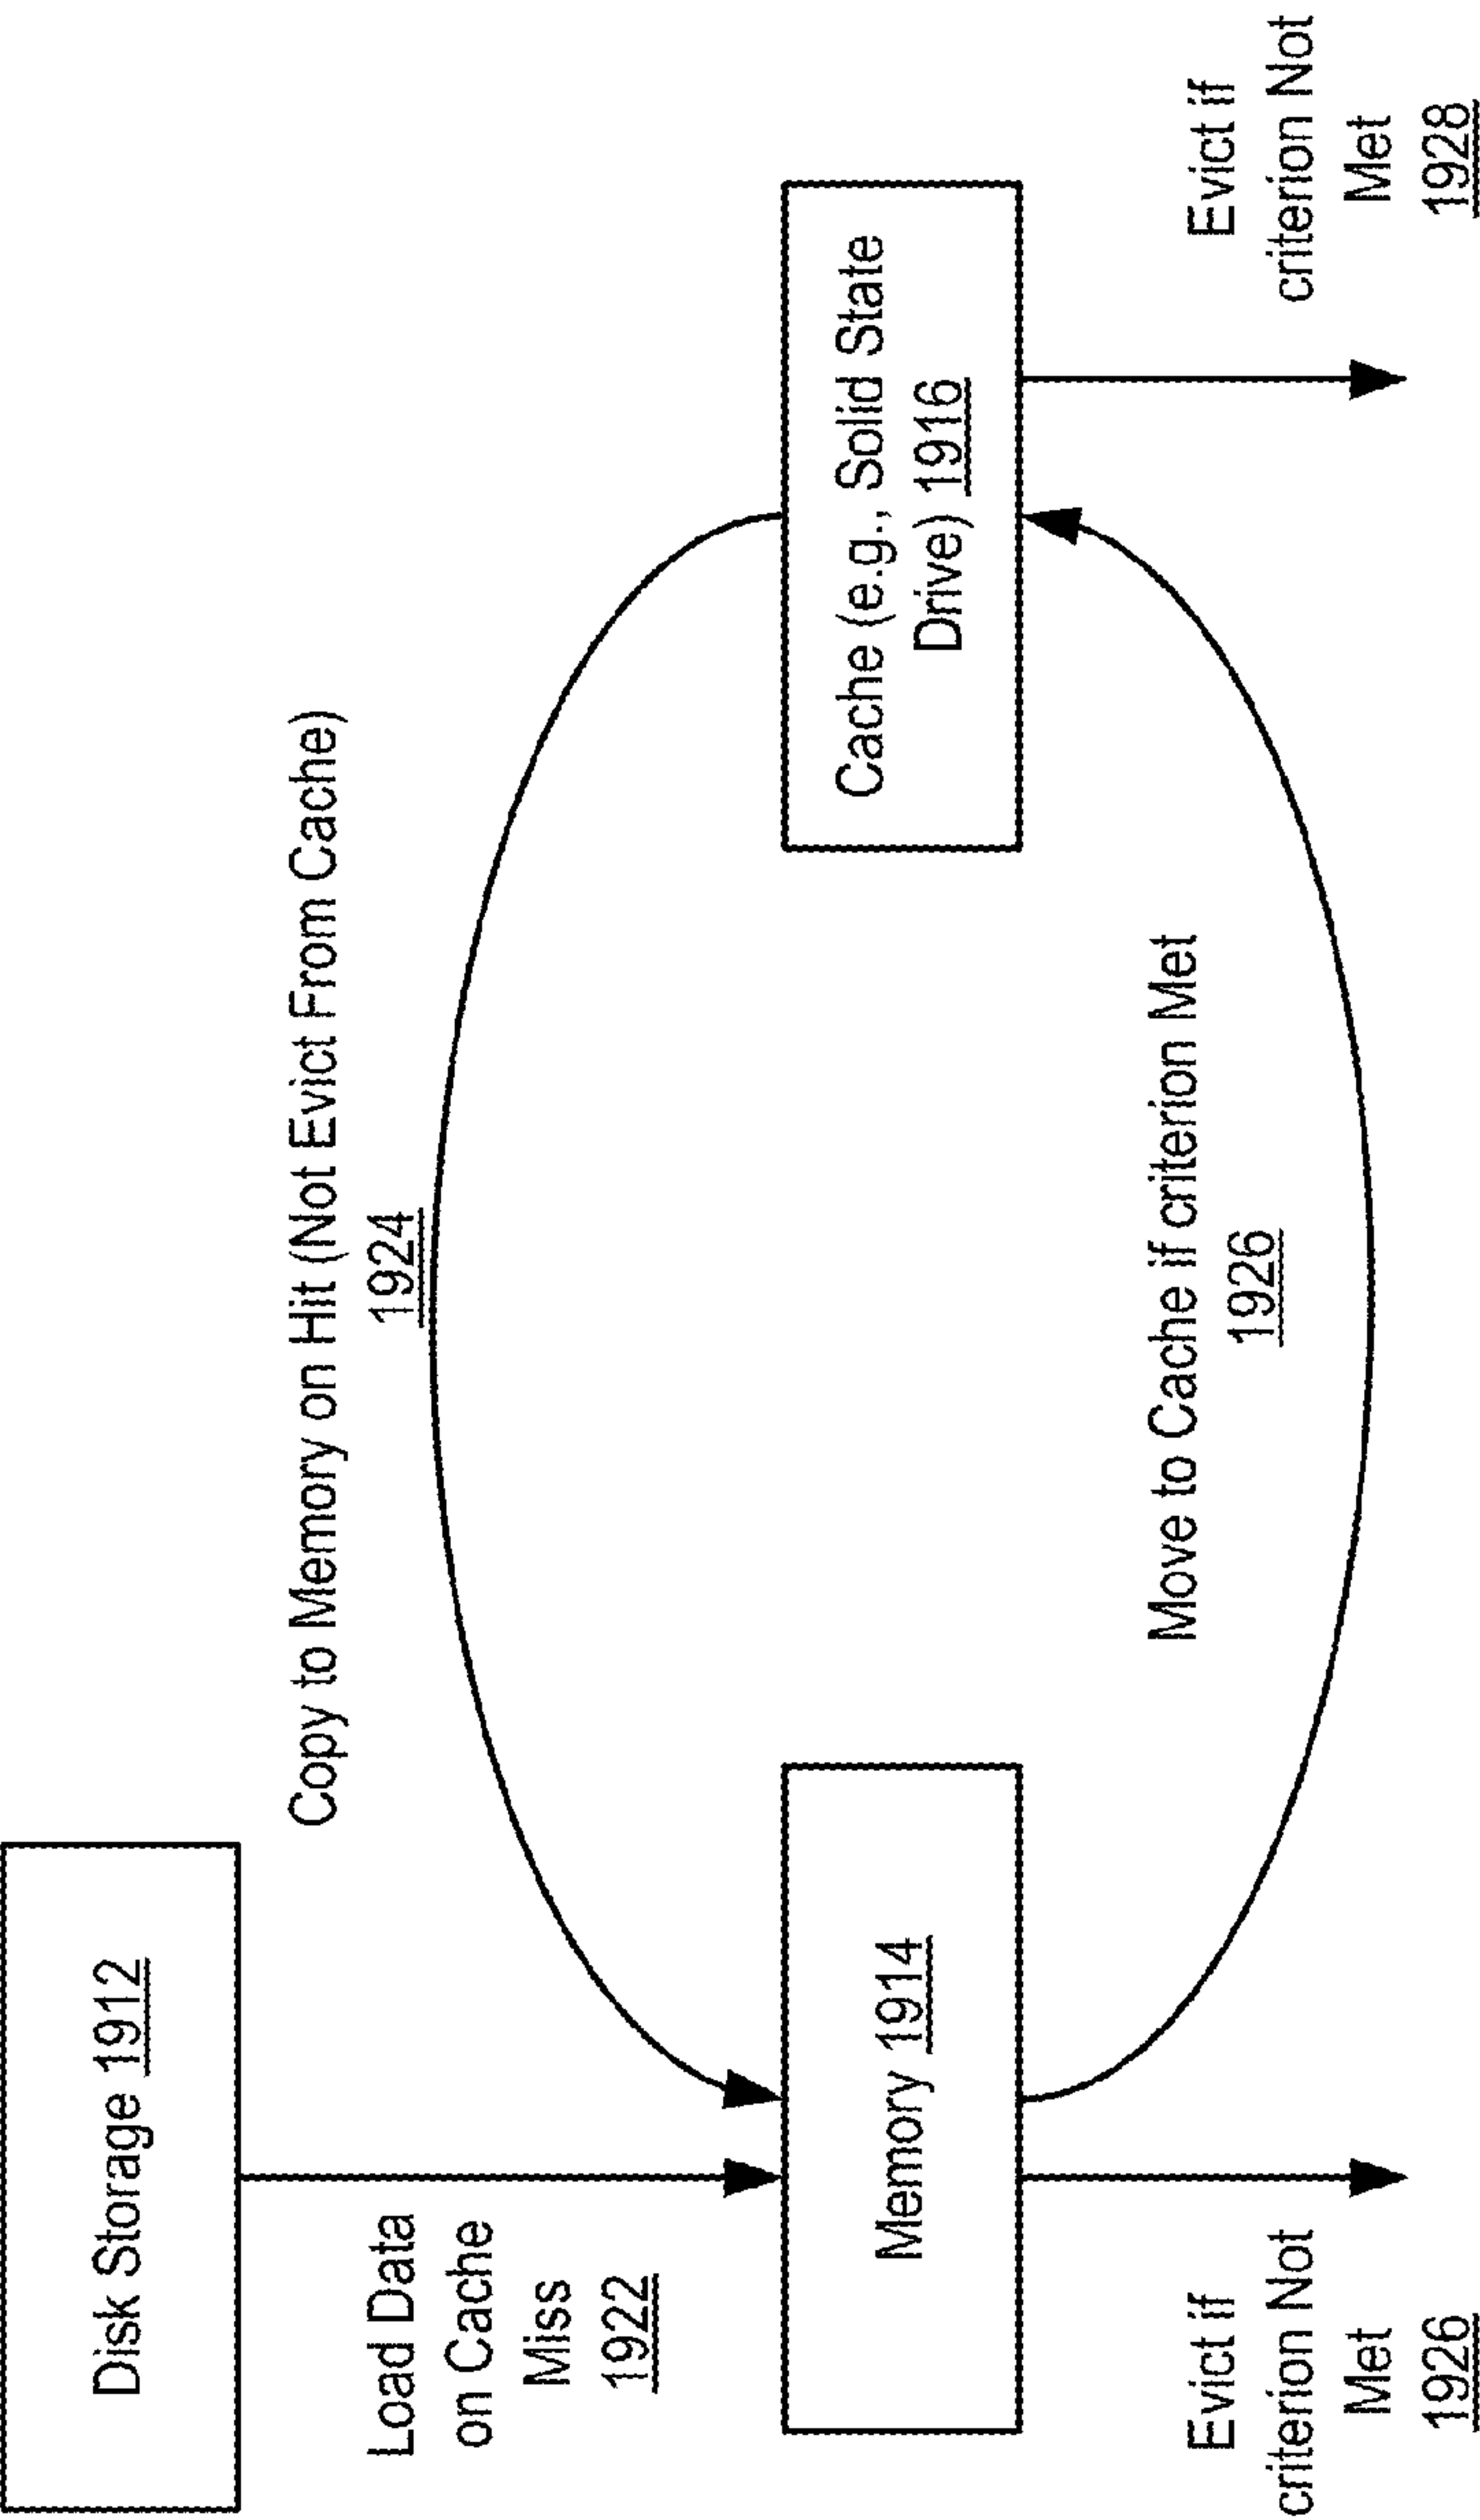 Disk Storage 1912
Copy to Memory on Hit (Not Evict From Cache)
1924
Load Data
on Cache
Miss
1922
Memory 1914
Cache (e.g., Solid State
Drive) 1916
Move to Cache if criterion Met
1926
Evict if
criterion Not
Met
1926
Evict if
criterion Not
Met
1928